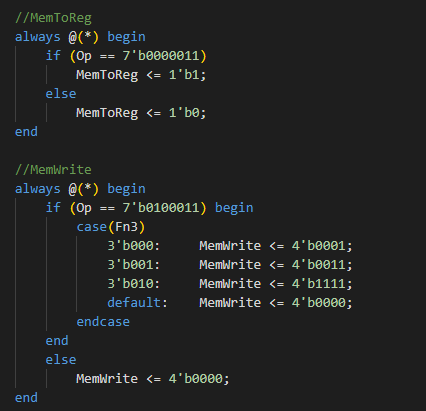 //MemToReg
always @(*) begin
    if (Op == 7'b0000011)
        MemToReg <= 1'b1;
    else
        MemToReg <= 1'b0;
end

//MemWrite
always @(*) begin
    if (Op == 7'b0100011) begin
        case(Fn3)
            3'b000:     MemWrite <= 4'b0001;
            3'b001:     MemWrite <= 4'b0011;
            3'b010:     MemWrite <= 4'b1111;
            default:    MemWrite <= 4'b0000;
        endcase
    end
    else
        MemWrite <= 4'b0000;
end